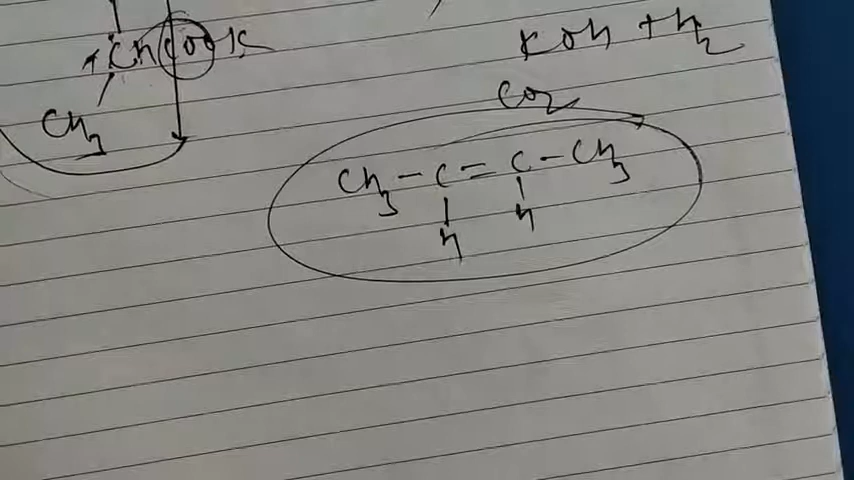 CHCOOK
KOH + H2
CH3
CO2
CH3 - C = C - CH3
H H